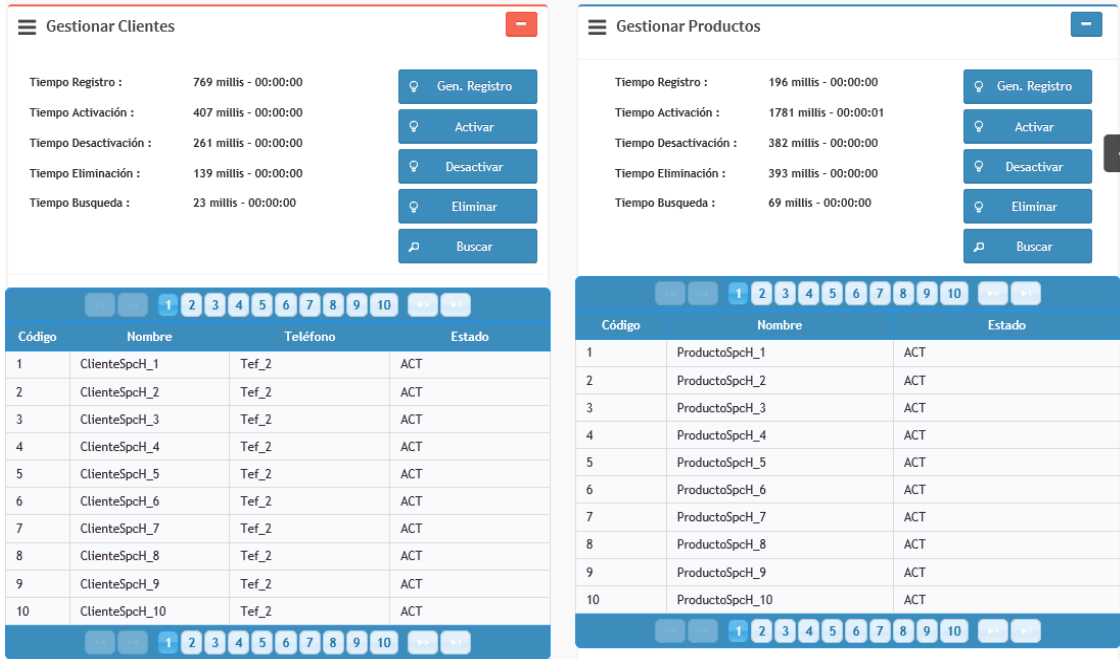 Gestionar Clientes
Tiempo Registro : 769 millis - 00:00:00 Gen. Registro
Tiempo Activación : 407 millis - 00:00:00 Activar
Tiempo Desactivación : 261 millis - 00:00:00 Desactivar
Tiempo Eliminación : 139 millis - 00:00:00 Eliminar
Tiempo Busqueda : 23 millis - 00:00:00 Buscar
1 2 3 4 5 6 7 8 9 10
Código Nombre Teléfono Estado
1 ClienteSpcH_1 Tef_2 ACT
2 ClienteSpcH_2 Tef_2 ACT
3 ClienteSpcH_3 Tef_2 ACT
4 ClienteSpcH_4 Tef_2 ACT
5 ClienteSpcH_5 Tef_2 ACT
6 ClienteSpcH_6 Tef_2 ACT
7 ClienteSpcH_7 Tef_2 ACT
8 ClienteSpcH_8 Tef_2 ACT
9 ClienteSpcH_9 Tef_2 ACT
10 ClienteSpcH_10 Tef_2 ACT
1 2 3 4 5 6 7 8 9 10
Gestionar Productos
Tiempo Registro : 196 millis - 00:00:00 Gen. Registro
Tiempo Activación : 1781 millis - 00:00:01 Activar
Tiempo Desactivación : 382 millis - 00:00:00 Desactivar
Tiempo Eliminación : 393 millis - 00:00:00 Eliminar
Tiempo Busqueda : 69 millis - 00:00:00 Buscar
1 2 3 4 5 6 7 8 9 10
Código Nombre Estado
1 ProductoSpcH_1 ACT
2 ProductoSpcH_2 ACT
3 ProductoSpcH_3 ACT
4 ProductoSpcH_4 ACT
5 ProductoSpcH_5 ACT
6 ProductoSpcH_6 ACT
7 ProductoSpcH_7 ACT
8 ProductoSpcH_8 ACT
9 ProductoSpcH_9 ACT
10 ProductoSpcH_10 ACT
1 2 3 4 5 6 7 8 9 10